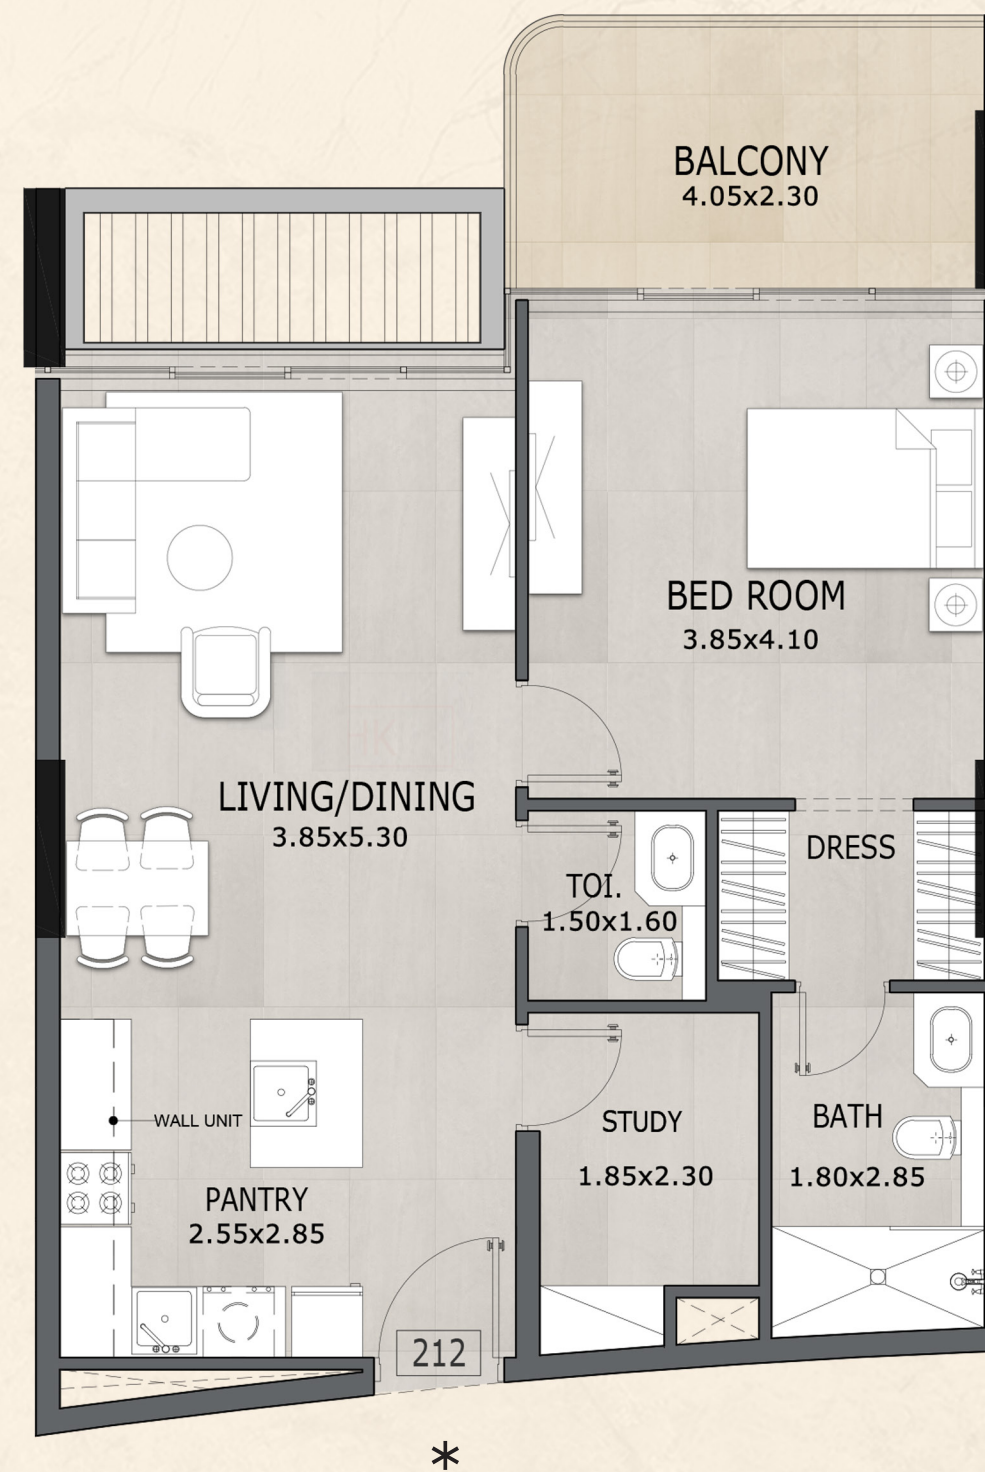 BALCONY
4.05x2.30
BED ROOM
3.85x4.10
LIVING/DINING
3.85x5.30
DRESS
TOI.
1.50x1.60
WALL UNIT
STUDY
1.85x2.30
BATH
1.80x2.85
PANTRY
2.55x2.85
212
*